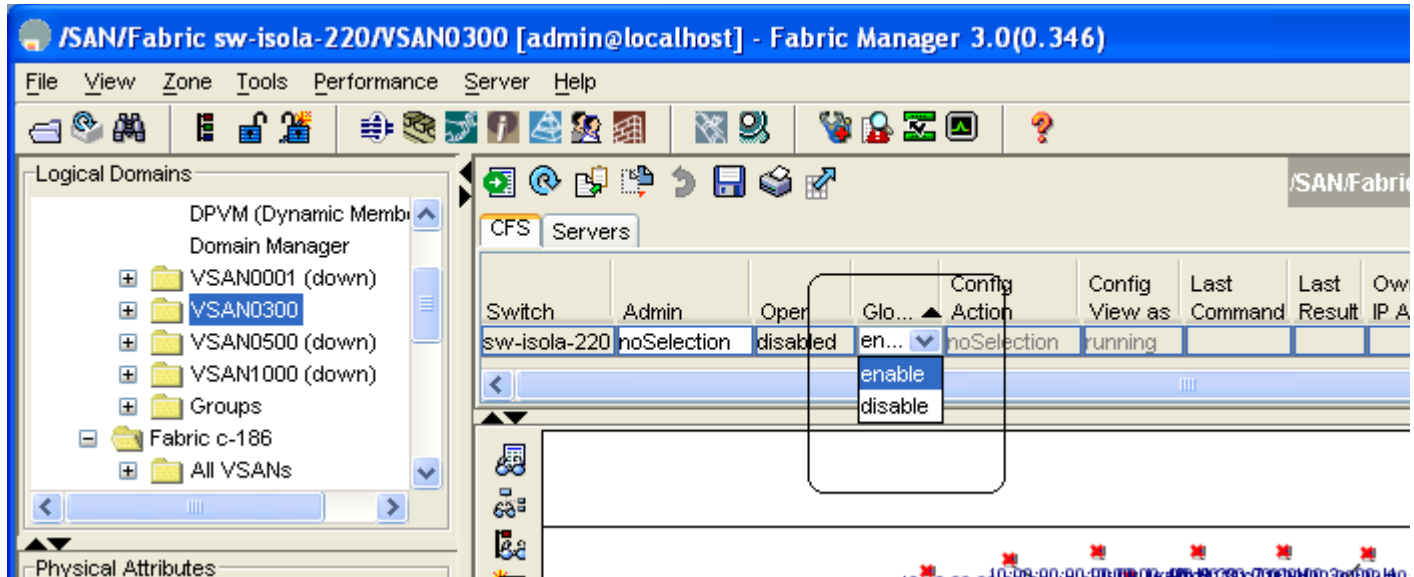 /SAN/Fabric sw-isola-220/VSAN0300 [admin@localhost] - Fabric Manager 3.0(0.346)
File View Zone Tools Performance Server Help
Logical Domains
DPVM (Dynamic Memb
Domain Manager
VSAN0001 (down)
VSAN0300
VSAN0500 (down)
VSAN1000 (down)
Groups
Fabric c-186
All VSANs
Physical Attributes
/SAN/Fabric
CFS Servers
Config Config Last Last Own
Switch Admin Oper Glo... Action View as Command Result IP A
sw-isola-220 noSelection disabled en... noSelection running
enable
disable